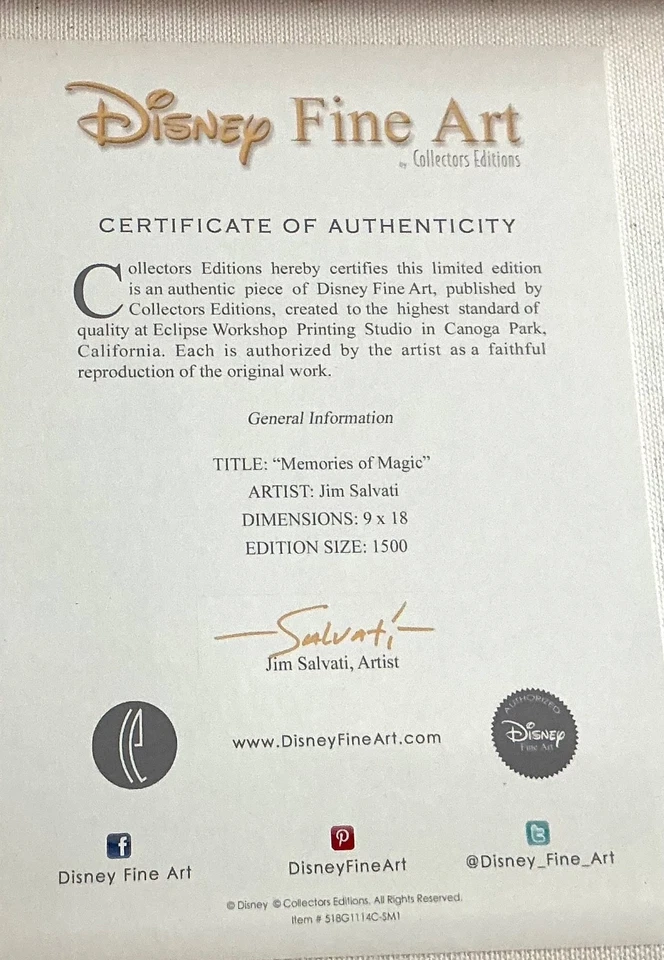 Disney Fine Art
by Collectors Editions
CERTIFICATE OF AUTHENTICITY
Collectors Editions hereby certifies this limited edition
is an authentic piece of Disney Fine Art, published by
Collectors Editions, created to the highest standard of
quality at Eclipse Workshop Printing Studio in Canoga Park,
California. Each is authorized by the artist as a faithful
reproduction of the original work.
General Information
TITLE: “Memories of Magic”
ARTIST: Jim Salvati
DIMENSIONS: 9 x 18
EDITION SIZE: 1500
Salvati
Jim Salvati, Artist
www.DisneyFineArt.com
AUTHORIZED
Disney
Fine Art
Disney Fine Art
DisneyFineArt
@Disney_Fine_Art
© Disney © Collectors Editions. All Rights Reserved.
Item # 518G1114C-SM1